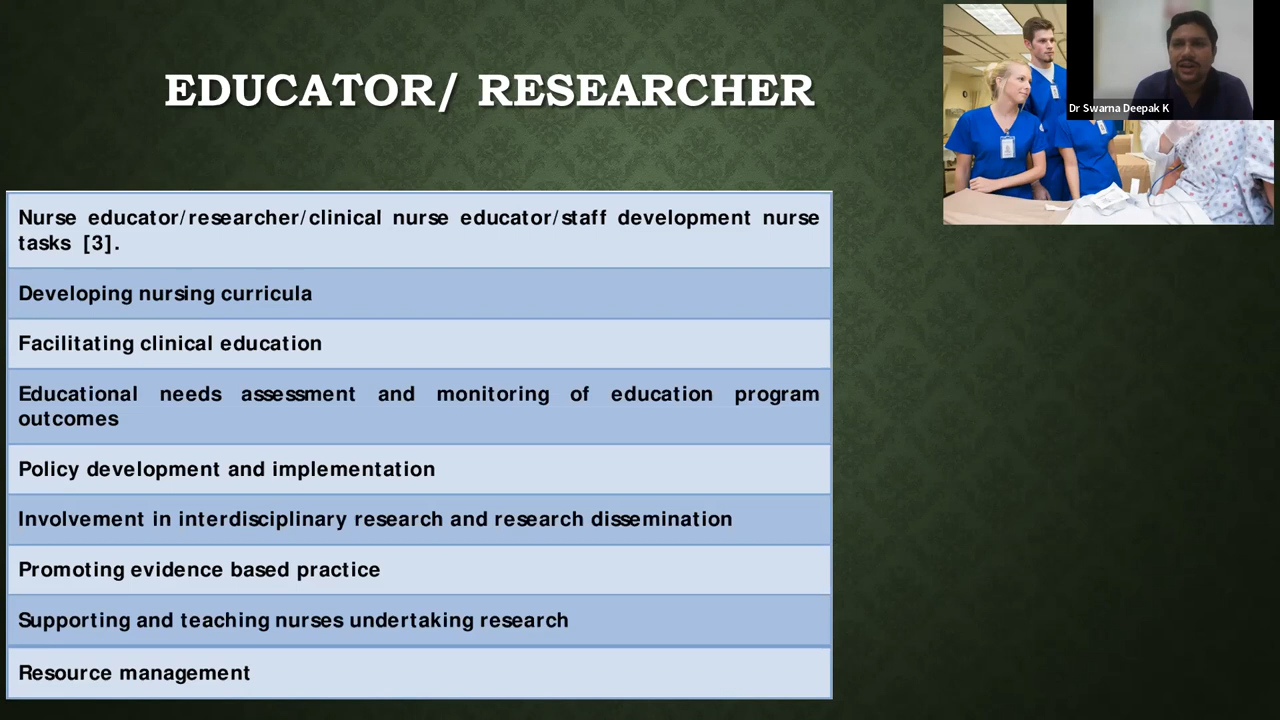 EDUCATOR/ RESEARCHER
Dr Swarna Deepak K
Nurse educator/researcher/clinical nurse educator/staff development nurse
tasks [3].
Developing nursing curricula
Facilitating clinical education
Educational needs assessment and monitoring of education program
outcomes
Policy development and implementation
Involvement in interdisciplinary research and research dissemination
Promoting evidence based practice
Supporting and teaching nurses undertaking research
Resource management